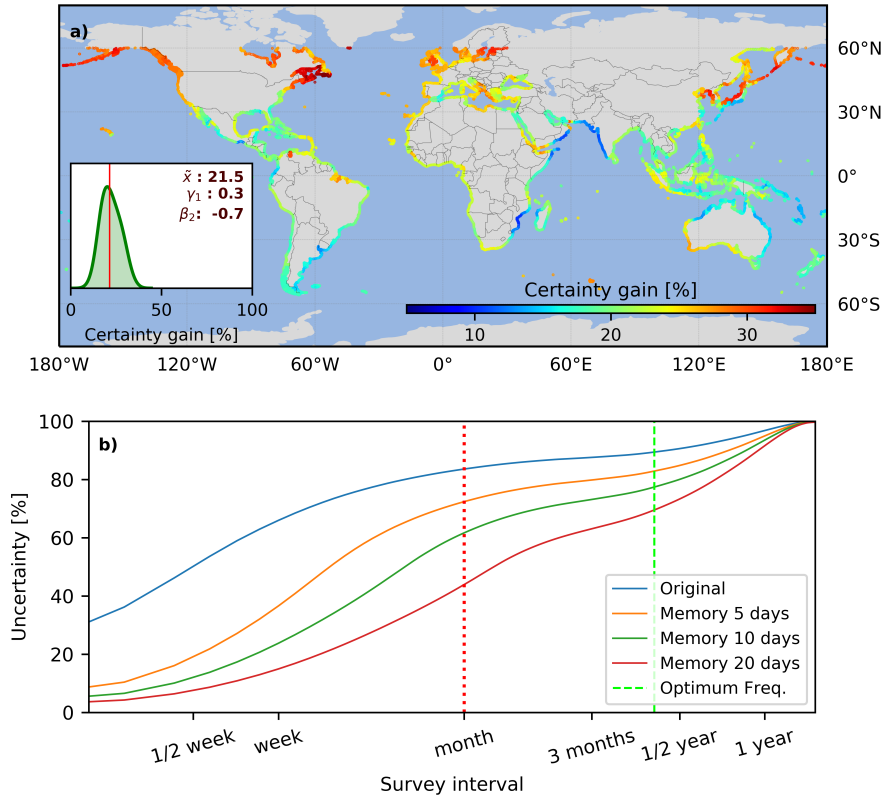 a)
60°N
30°N
0°
30°S
60°S
x̃ : 21.5
γ₁ : 0.3
β₂: -0.7
0 50 100
Certainty gain [%]
Certainty gain [%]
10 20 30
180°W 120°W 60°W 0° 60°E 120°E 180°E
b)
Uncertainty [%]
100
80
60
40
20
0
Original
Memory 5 days
Memory 10 days
Memory 20 days
Optimum Freq.
1/2 week week month 3 months 1/2 year 1 year
Survey interval